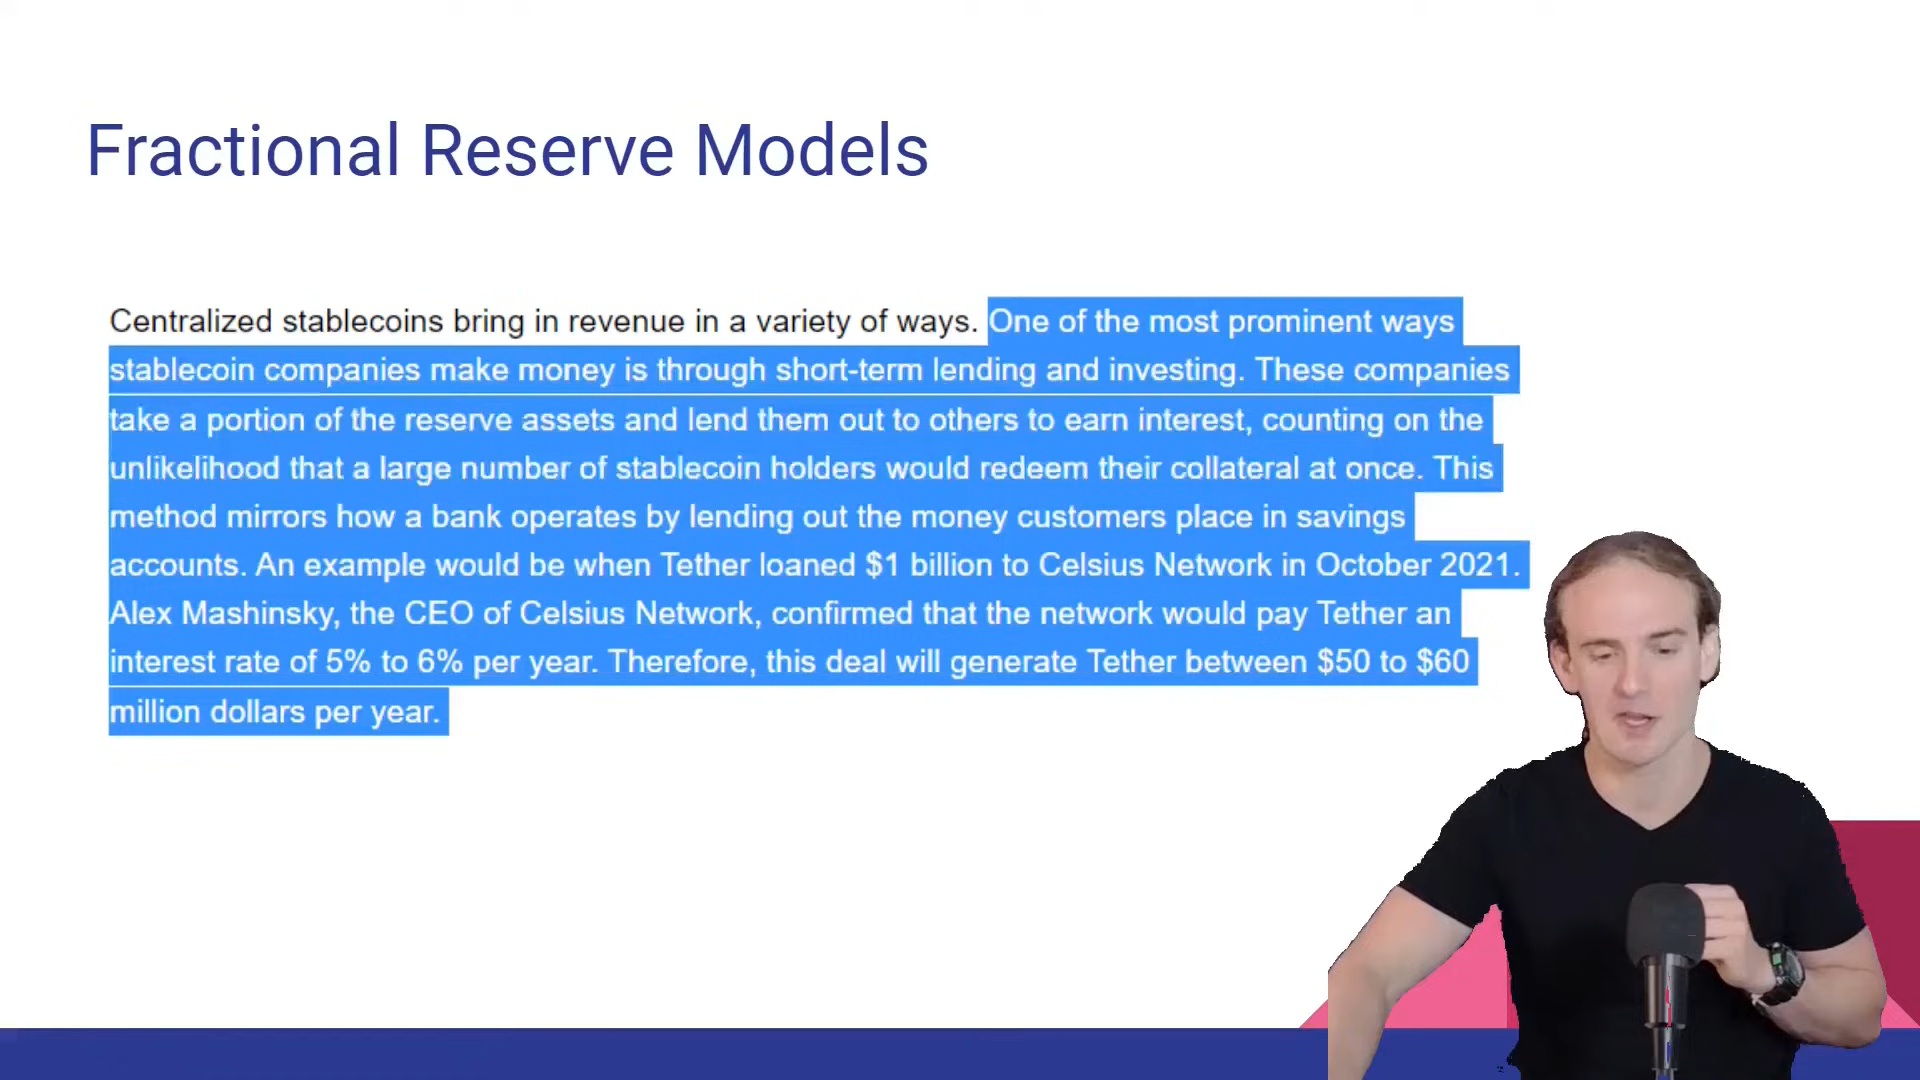 Fractional Reserve Models
Centralized stablecoins bring in revenue in a variety of ways. One of the most prominent ways
stablecoin companies make money is through short-term lending and investing. These companies
take a portion of the reserve assets and lend them out to others to earn interest, counting on the
unlikelihood that a large number of stablecoin holders would redeem their collateral at once. This
method mirrors how a bank operates by lending out the money customers place in savings
accounts. An example would be when Tether loaned $1 billion to Celsius Network in October 2021.
Alex Mashinsky, the CEO of Celsius Network, confirmed that the network would pay Tether an
interest rate of 5% to 6% per year. Therefore, this deal will generate Tether between $50 to $60
million dollars per year.